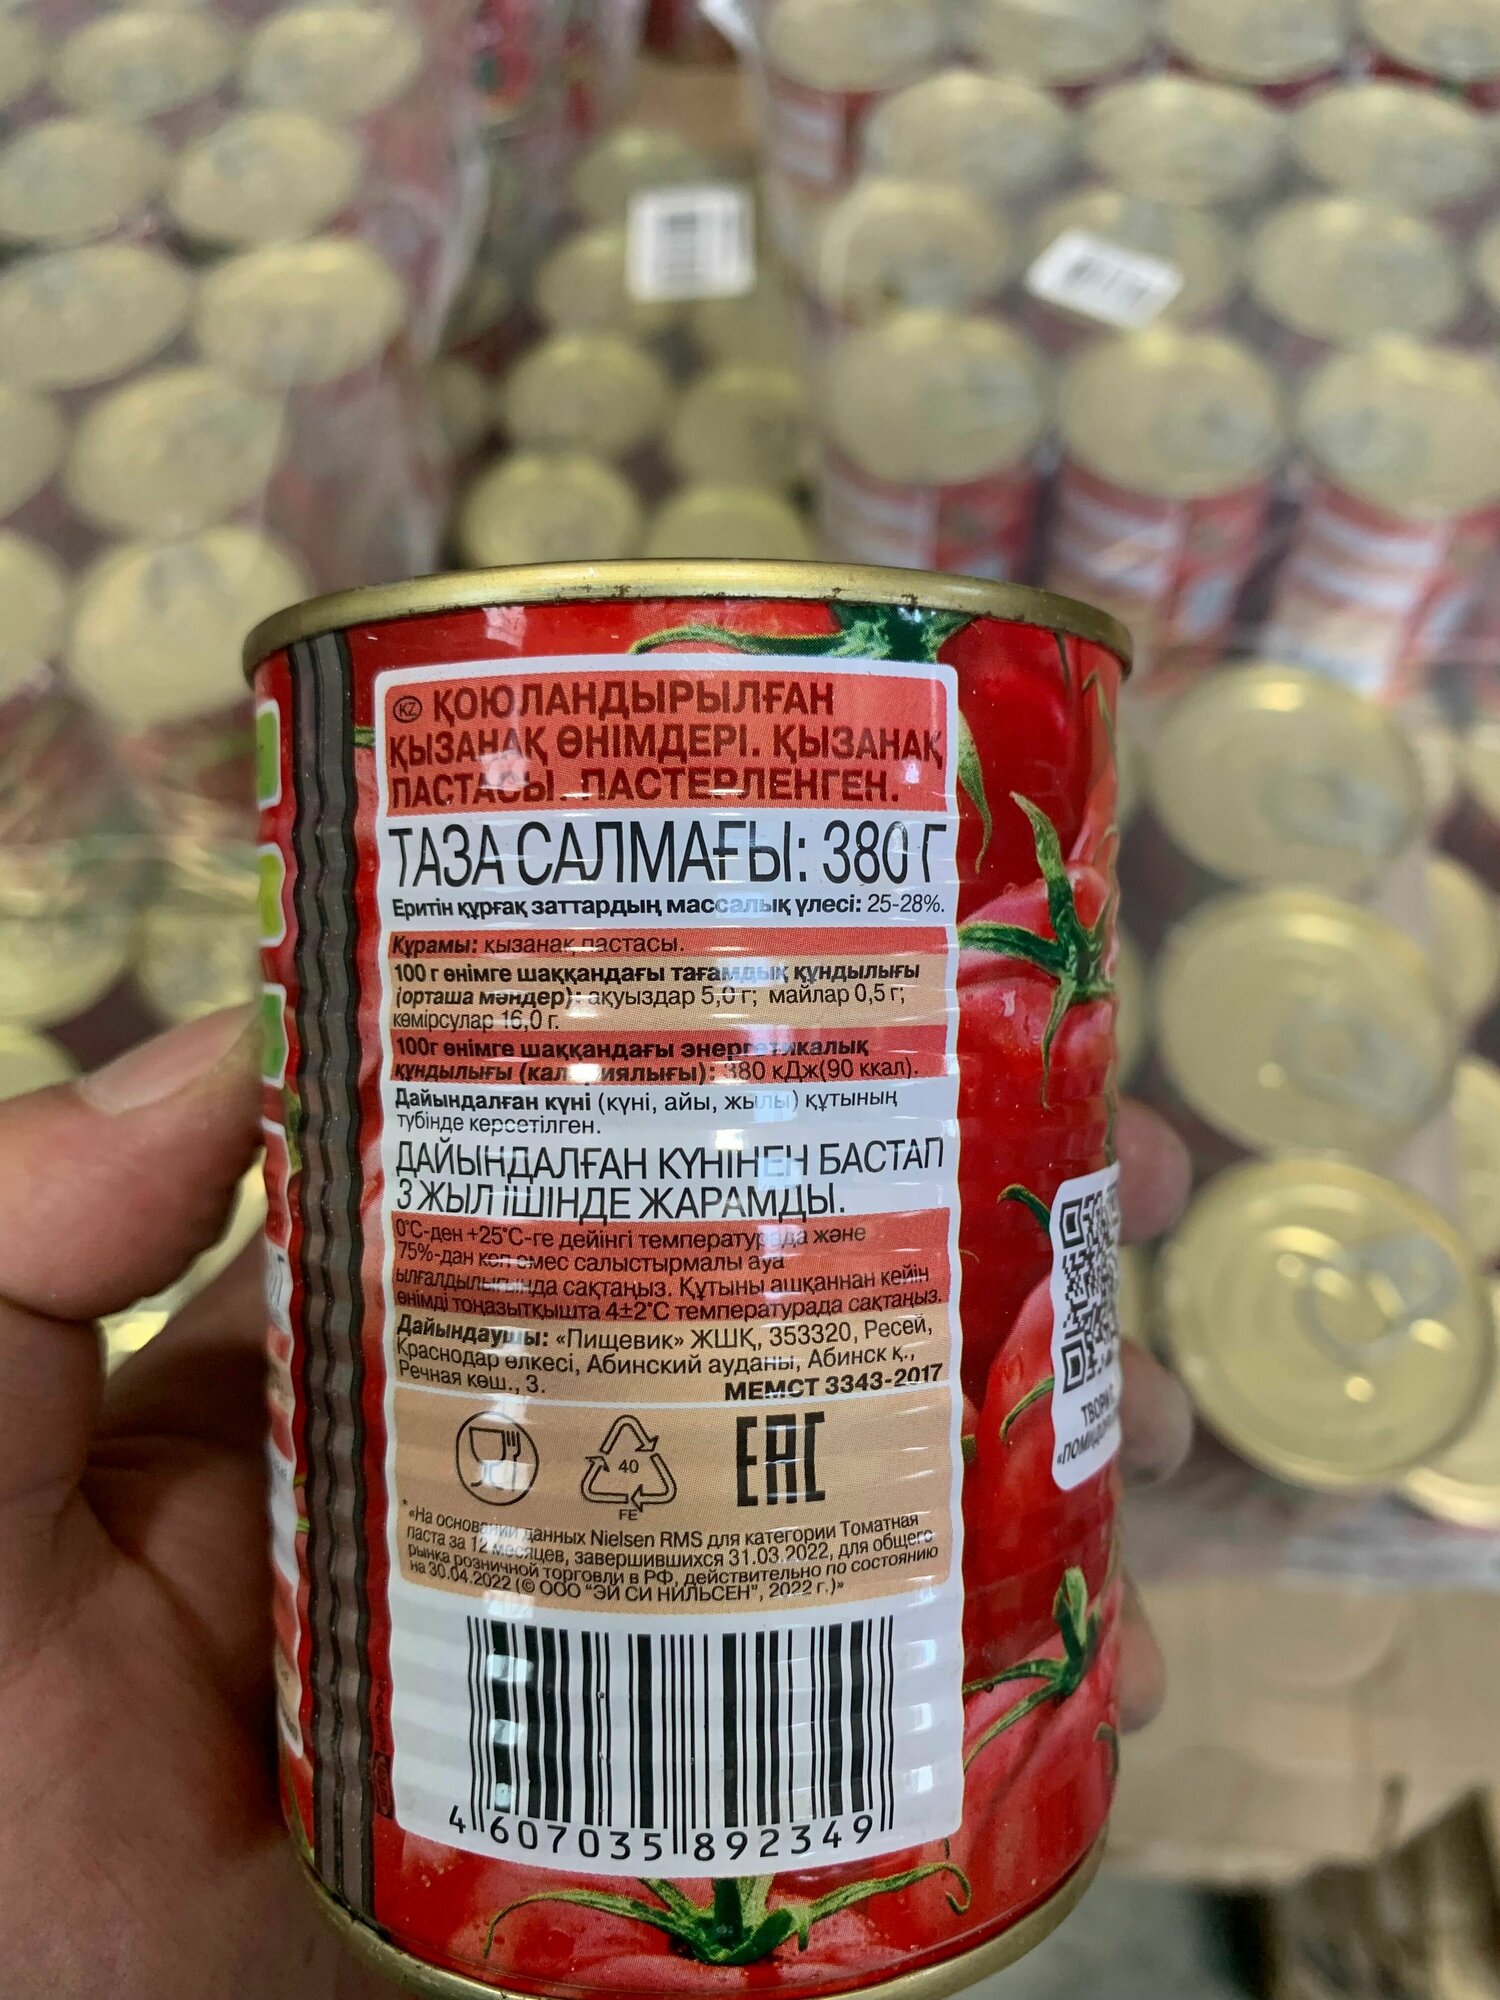 KZ ҚОЮЛАНДЫРЫЛҒАН
ҚЫЗАНАҚ ӨНІМДЕРІ. ҚЫЗАНАҚ
ПАСТАСЫ. ПАСТЕРЛЕНГЕН.
ТАЗА САЛМАҒЫ: 380 Г
Еритін құрғақ заттардың массалық үлесі: 25-28%.
Құрамы: қызанақ пастасы.
100 г өнімге шаққандағы тағамдық құндылығы
(орташа мәндер): ақуыздар 5,0 г; майлар 0,5 г;
көмірсулар 16,0 г.
100г өнімге шаққандағы энергетикалық
құндылығы (калориялығы): 380 кДж(90 ккал).
Дайындалған күні (күні, айы, жылы) құтының
түбінде көрсетілген.
ДАЙЫНДАЛҒАН КҮНІНЕН БАСТАП
3 ЖЫЛ ІШІНДЕ ЖАРАМДЫ.
0°С-ден +25°С-ге дейінгі температурада және
75%-дан көп емес салыстырмалы ауа
ылғалдылығында сақтаңыз. Құтыны ашқаннан кейін
өнімді тоңазытқышта 4±2°С температурада сақтаңыз.
Дайындаушы: «Пищевик» ЖШҚ, 353320, Ресей,
Краснодар өлкесі, Абинский ауданы, Абинск қ.,
Речная көш., 3.
МЕМСТ 3343-2017
40
FE
ЕАС
*«На основании данных Nielsen RMS для категории Томатная
паста за 12 месяцев, завершившихся 31.03.2022, для общего
рынка розничной торговли в РФ, действительно по состоянию
на 30.04.2022 (© ООО "ЭЙ СИ НИЛЬСЕН", 2022 г.)»
4 607035 892349